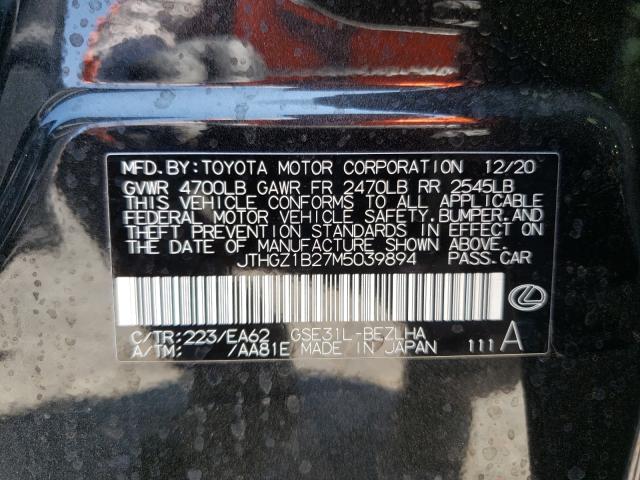 MFD.BY:TOYOTA MOTOR CORPORATION 12/20
GVWR 4700LB GAWR FR 2470LB RR 2545LB
THIS VEHICLE CONFORMS TO ALL APPLICABLE
FEDERAL MOTOR VEHICLE SAFETY,BUMPER,AND
THEFT PREVENTION STANDARDS IN EFFECT ON
THE DATE OF MANUFACTURE SHOWN ABOVE.
JTHGZ1B27M5039894 PASS.CAR
C/TR:223/EA62 GSE31L-BEZLHA
A/TM: /AA81E MADE IN JAPAN 111A